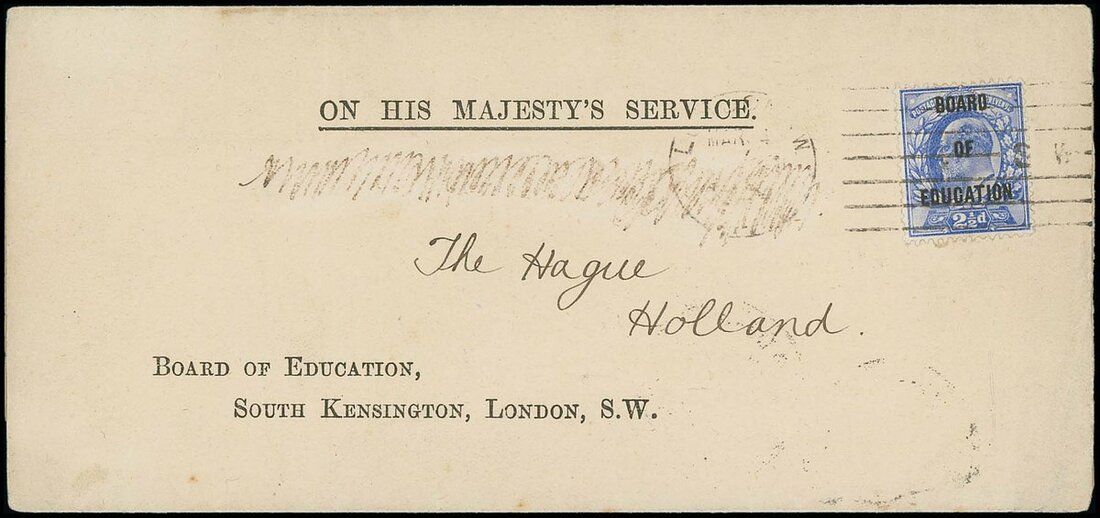 ON HIS MAJESTY'S SERVICE.
BOARD
OF
EDUCATION
2½d
The Hague
Holland.
BOARD OF EDUCATION,
SOUTH KENSINGTON, LONDON, S.W.